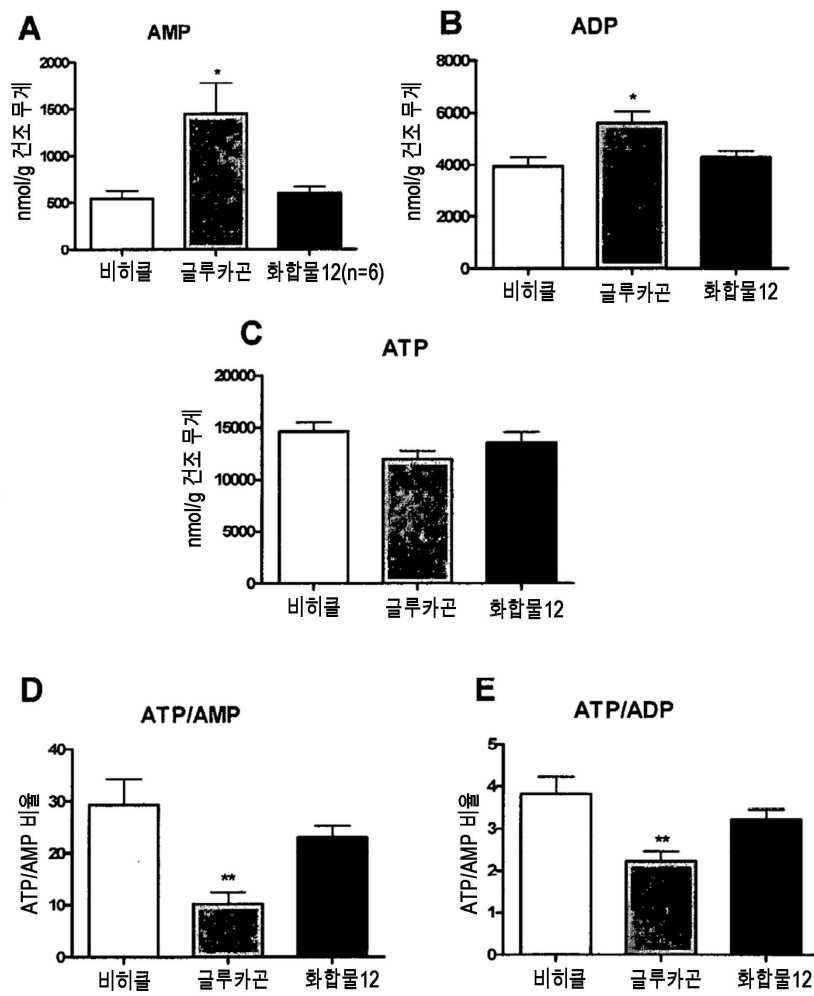 A
AMP
*
2000
1500
1000
500
0
nmol/g 건조 무게
비히클 글루카곤 화합물12(n=6)
B
ADP
*
8000
6000
4000
2000
0
nmol/g 건조 무게
비히클 글루카곤 화합물12
C
ATP
20000
15000
10000
5000
0
nmol/g 건조 무게
비히클 글루카곤 화합물12
D
ATP/AMP
**
40
30
20
10
0
ATP/AMP 비율
비히클 글루카곤 화합물12
E
ATP/ADP
**
5
4
3
2
1
0
ATP/AMP 비율
비히클 글루카곤 화합물12